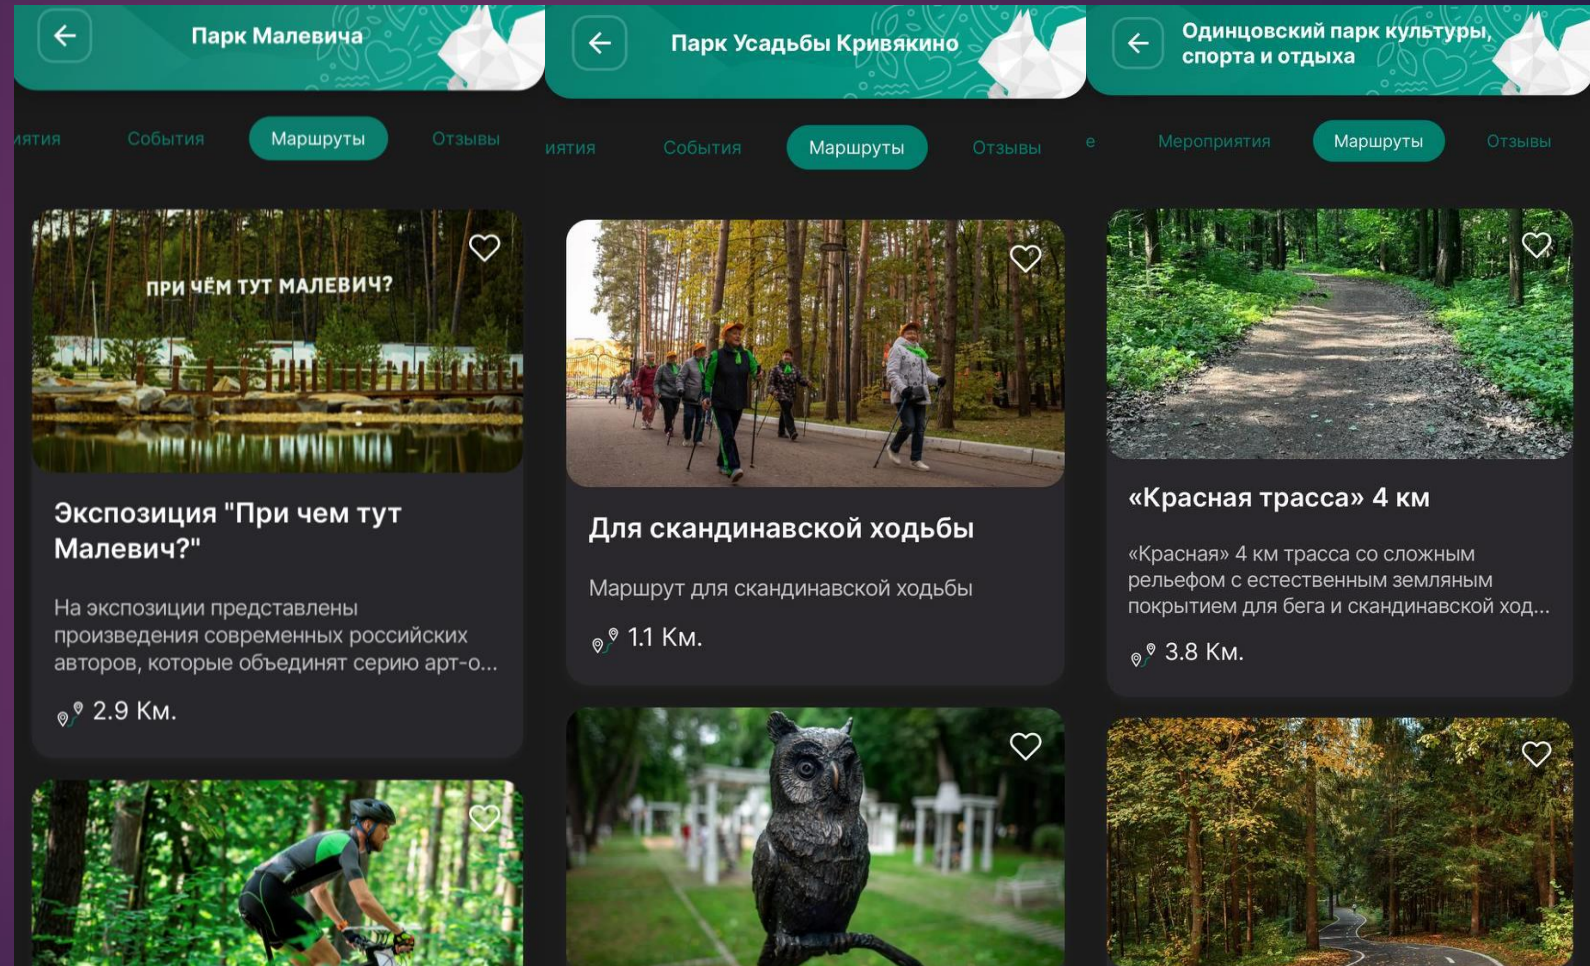 Парк Малевича
иятия
События
Маршруты
Отзывы
ПРИ ЧЁМ ТУТ МАЛЕВИЧ?
Экспозиция "При чем тут
Малевич?"
На экспозиции представлены
произведения современных российских
авторов, которые объединят серию арт-о...
2.9 Км.
Парк Усадьбы Кривякино
иятия
События
Маршруты
Отзывы
Для скандинавской ходьбы
Маршрут для скандинавской ходьбы
1.1 Км.
Одинцовский парк культуры,
спорта и отдыха
е
Мероприятия
Маршруты
Отзывы
«Красная трасса» 4 км
«Красная» 4 км трасса со сложным
рельефом с естественным земляным
покрытием для бега и скандинавской ход...
3.8 Км.